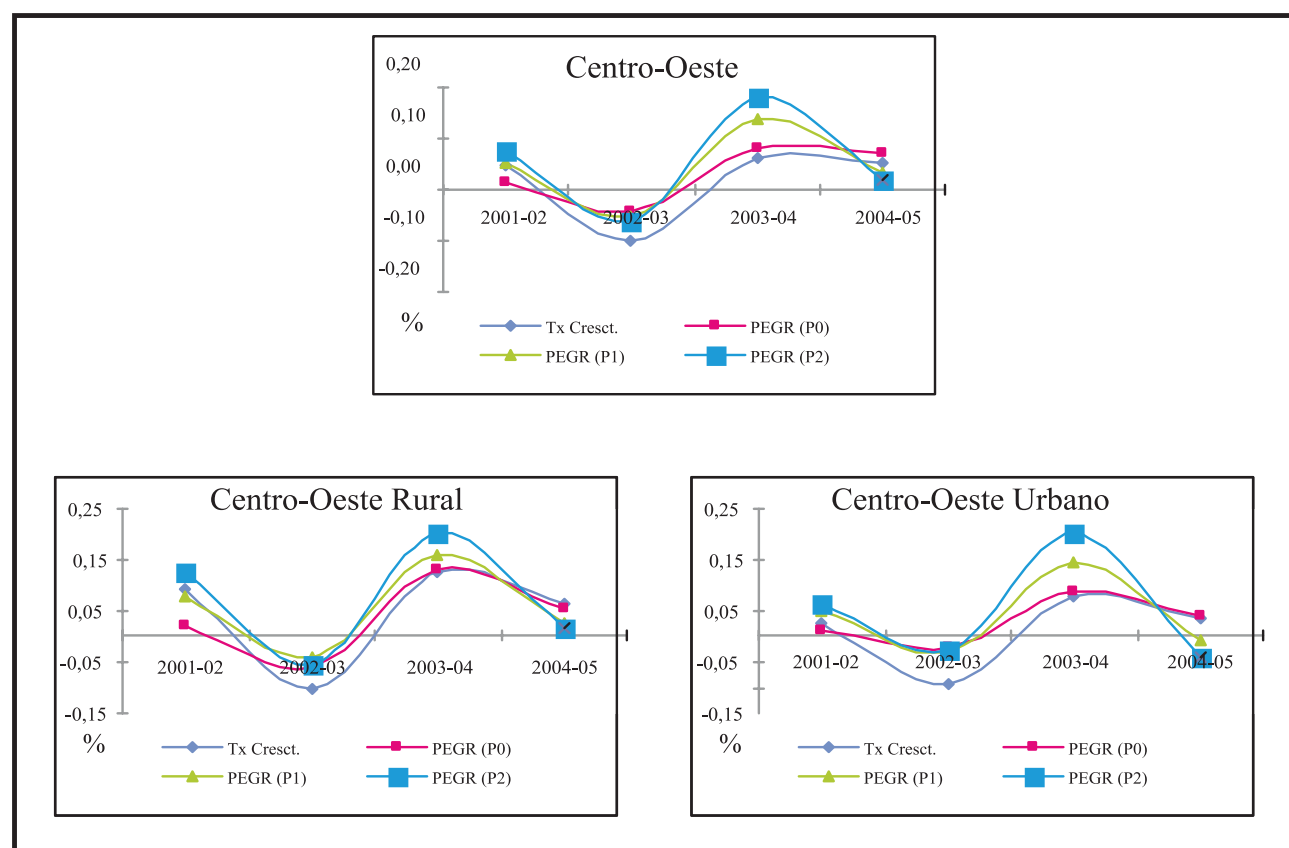 Centro-Oeste
0,20
0,10
0,00
-0,10
-0,20
2001-02 2002-03 2003-04 2004-05
%
Tx Cresct. PEGR (P0)
PEGR (P1) PEGR (P2)
Centro-Oeste Rural
0,25
0,15
0,05
-0,05
-0,15
2001-02 2002-03 2003-04 2004-05
%
Tx Cresct. PEGR (P0)
PEGR (P1) PEGR (P2)
Centro-Oeste Urbano
0,25
0,15
0,05
-0,05
-0,15
2001-02 2002-03 2003-04 2004-05
%
Tx Cresct. PEGR (P0)
PEGR (P1) PEGR (P2)